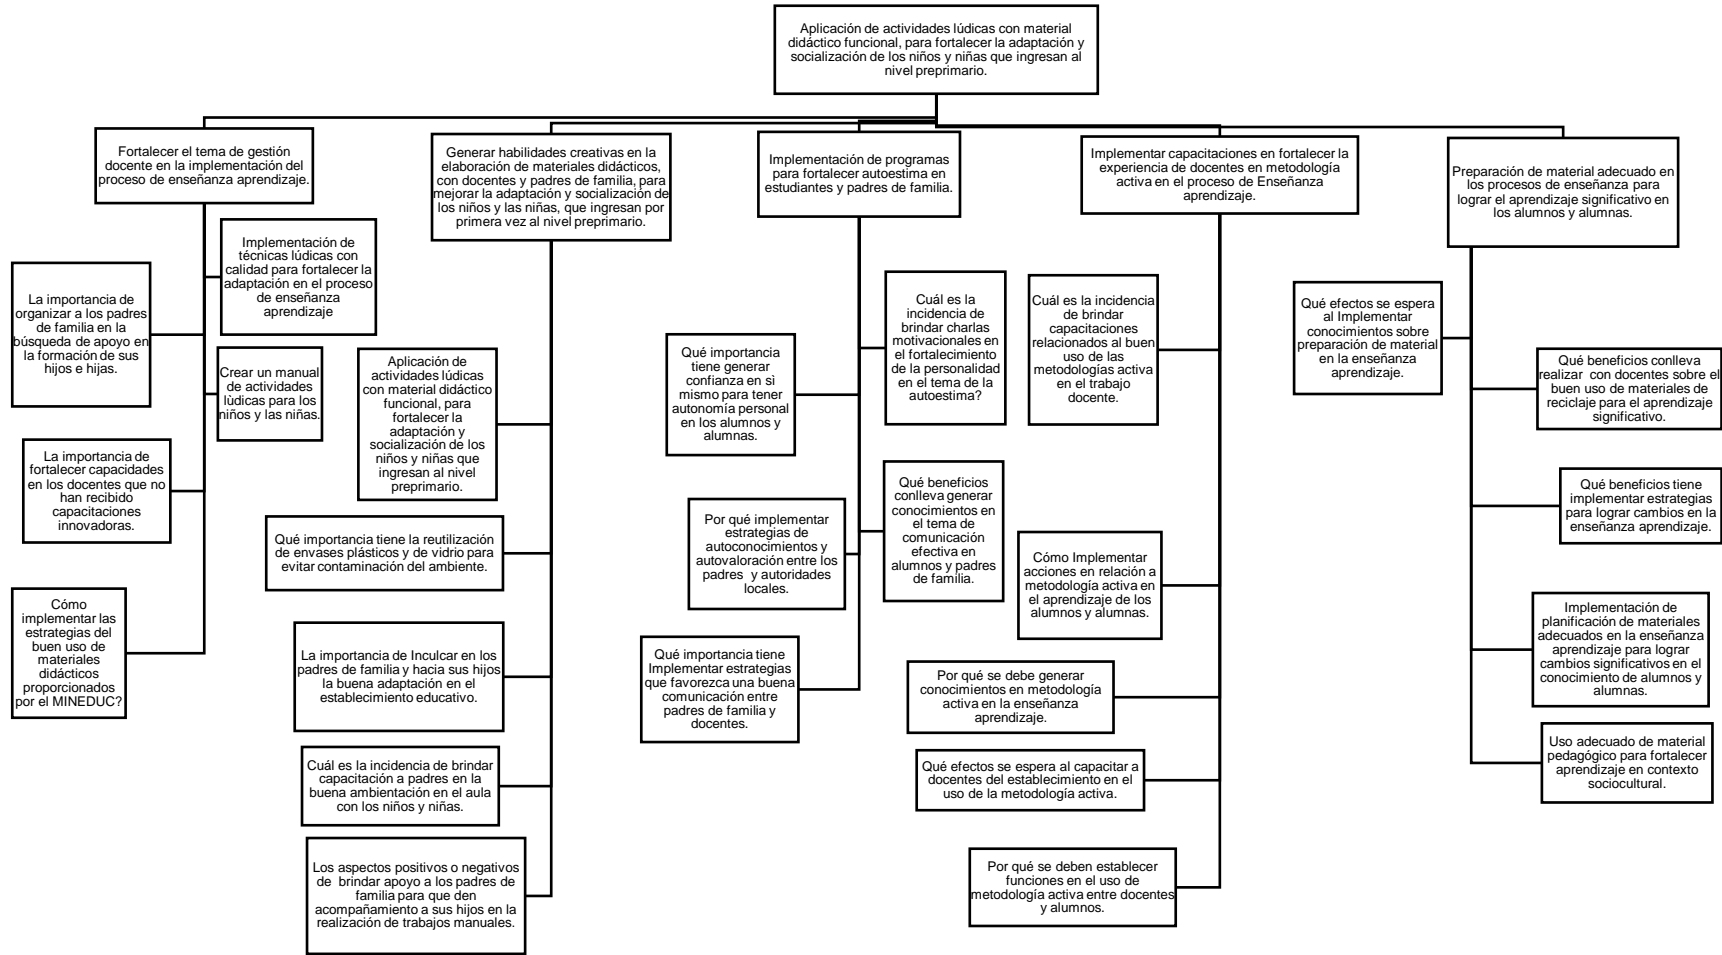 Aplicación de actividades lúdicas con material
didáctico funcional, para fortalecer la adaptación y
socialización de los niños y niñas que ingresan al
nivel preprimario.
Fortalecer el tema de gestión
docente en la implementación del
proceso de enseñanza aprendizaje.
Implementación de
técnicas lúdicas con
calidad para fortalecer la
adaptación en el proceso
de enseñanza
aprendizaje
La importancia de
organizar a los padres
de familia en la
búsqueda de apoyo en
la formación de sus
hijos e hijas.
Crear un manual
de actividades
lùdicas para los
niños y las niñas.
La importancia de
fortalecer capacidades
en los docentes que no
han recibido
capacitaciones
innovadoras.
Cómo
implementar las
estrategias del
buen uso de
materiales
didácticos
proporcionados
por el MINEDUC?
Generar habilidades creativas en la
elaboración de materiales didácticos,
con docentes y padres de familia, para
mejorar la adaptación y socialización de
los niños y las niñas, que ingresan por
primera vez al nivel preprimario.
Aplicación de
actividades lúdicas
con material didáctico
funcional, para
fortalecer la
adaptación y
socialización de los
niños y niñas que
ingresan al nivel
preprimario.
Qué importancia tiene la reutilización
de envases plásticos y de vidrio para
evitar contaminación del ambiente.
La importancia de Inculcar en los
padres de familia y hacia sus hijos
la buena adaptación en el
establecimiento educativo.
Cuál es la incidencia de brindar
capacitación a padres en la
buena ambientación en el aula
con los niños y niñas.
Los aspectos positivos o negativos
de brindar apoyo a los padres de
familia para que den
acompañamiento a sus hijos en la
realización de trabajos manuales.
Implementación de programas
para fortalecer autoestima en
estudiantes y padres de familia.
Cuál es la
incidencia de
brindar charlas
motivacionales en
el fortalecimiento
de la personalidad
en el tema de la
autoestima?
Qué importancia
tiene generar
confianza en sì
mismo para tener
autonomía personal
en los alumnos y
alumnas.
Qué beneficios
conlleva generar
conocimientos en
el tema de
comunicación
efectiva en
alumnos y padres
de familia.
Por qué implementar
estrategias de
autoconocimientos y
autovaloración entre los
padres y autoridades
locales.
Qué importancia tiene
Implementar estrategias
que favorezca una buena
comunicación entre
padres de familia y
docentes.
Implementar capacitaciones en fortalecer la
experiencia de docentes en metodología
activa en el proceso de Enseñanza
aprendizaje.
Cuál es la incidencia
de brindar
capacitaciones
relacionados al buen
uso de las
metodologías activa
en el trabajo
docente.
Cómo Implementar
acciones en relación a
metodología activa en
el aprendizaje de los
alumnos y alumnas.
Por qué se debe generar
conocimientos en metodología
activa en la enseñanza
aprendizaje.
Qué efectos se espera al capacitar a
docentes del establecimiento en el
uso de la metodología activa.
Por qué se deben establecer
funciones en el uso de
metodología activa entre docentes
y alumnos.
Preparación de material adecuado en
los procesos de enseñanza para
lograr el aprendizaje significativo en
los alumnos y alumnas.
Qué efectos se espera
al Implementar
conocimientos sobre
preparación de material
en la enseñanza
aprendizaje.
Qué beneficios conlleva
realizar con docentes sobre el
buen uso de materiales de
reciclaje para el aprendizaje
significativo.
Qué beneficios tiene
implementar estrategias
para lograr cambios en la
enseñanza aprendizaje.
Implementación de
planificación de materiales
adecuados en la enseñanza
aprendizaje para lograr
cambios significativos en el
conocimiento de alumnos y
alumnas.
Uso adecuado de material
pedagógico para fortalecer
aprendizaje en contexto
sociocultural.